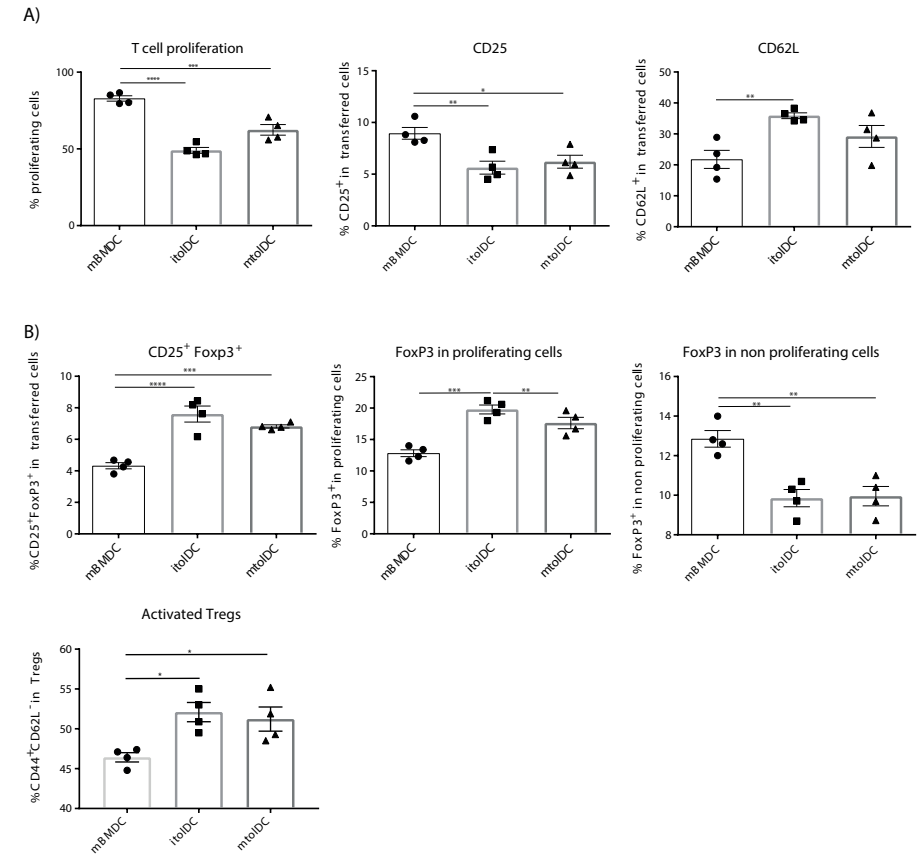 A)
T cell proliferation
CD25
CD62L
% proliferating cells
100
50
0
****
***
mBMDC
itolDC
mtolDC
% CD25+ in transferred cells
15
10
5
0
*
**
mBMDC
itolDC
mtolDC
% CD62L+ in transferred cells
50
40
30
20
10
0
**
mBMDC
itolDC
mtolDC
B)
CD25+ Foxp3+
FoxP3 in proliferating cells
FoxP3 in non proliferating cells
%CD25+FoxP3+ in transferred cells
10
8
6
4
2
0
***
****
mBMDC
itolDC
mtolDC
% FoxP3+ in proliferating cells
25
20
15
10
5
0
***
**
mBMDC
itolDC
mtolDC
% FoxP3+ in non proliferating cells
16
14
12
10
8
**
**
mBMDC
itolDC
mtolDC
Activated Tregs
%CD44+CD62L- in Tregs
60
55
50
45
40
*
*
mBMDC
itolDC
mtolDC